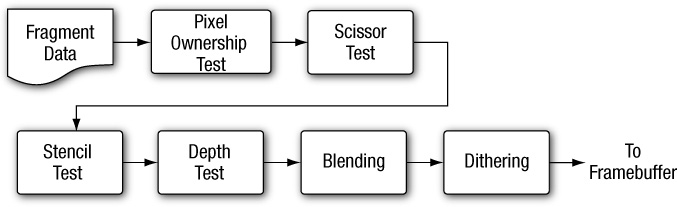 Fragment
Data
Pixel
Ownership
Test
Scissor
Test
Stencil
Test
Depth
Test
Blending
Dithering
To
Framebuffer